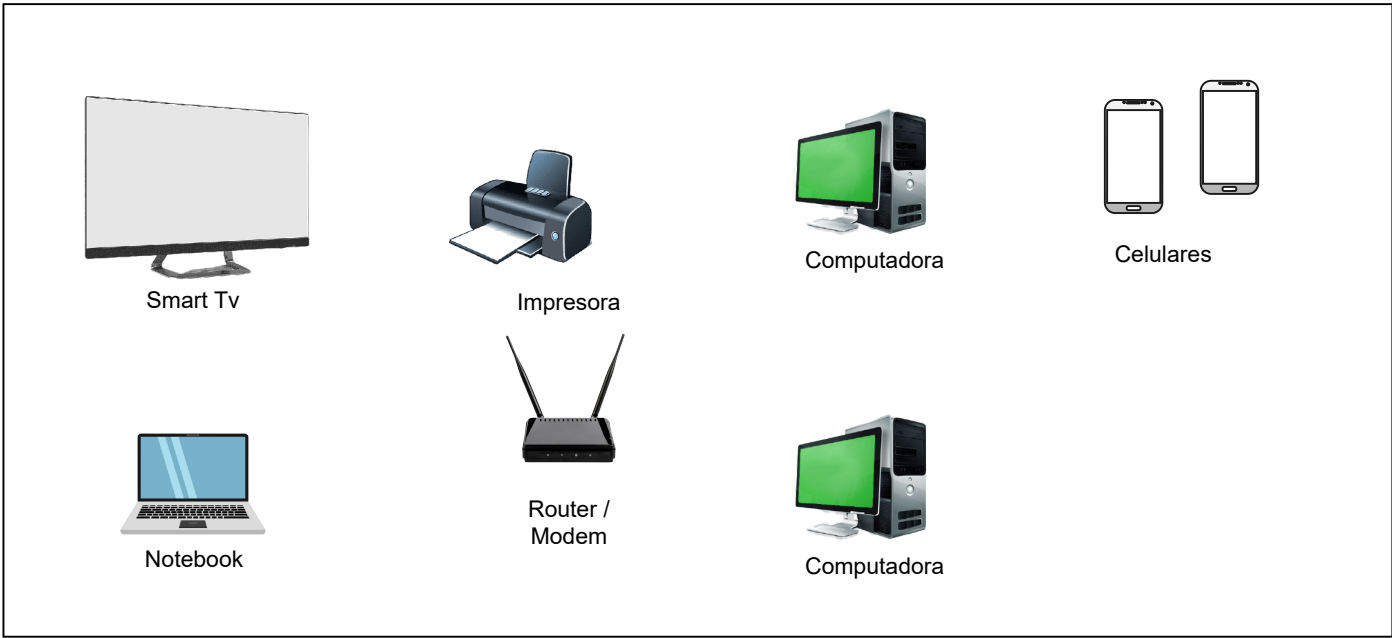 Smart Tv
Impresora
Computadora
Celulares
Notebook
Router /
Modem
Computadora